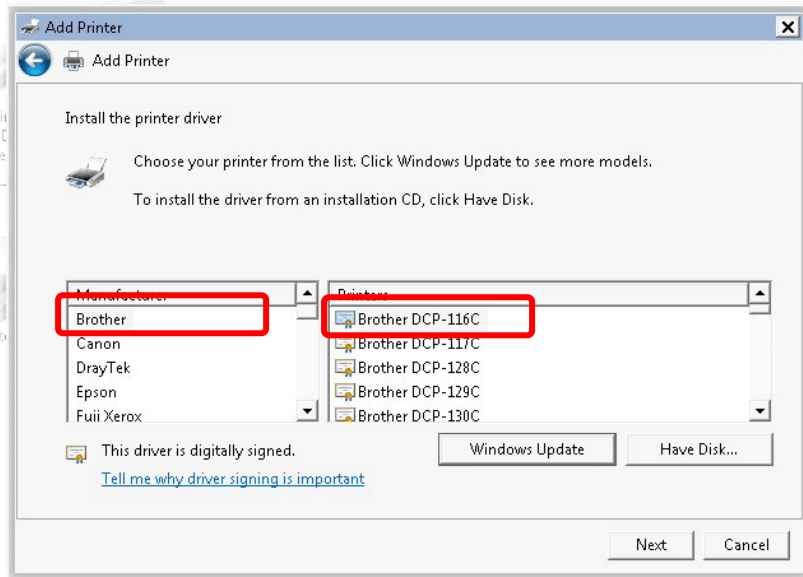 Add Printer
Add Printer
Install the printer driver
Choose your printer from the list. Click Windows Update to see more models.
To install the driver from an installation CD, click Have Disk.
Manufacturer
Brother
Canon
DrayTek
Epson
Fuji Xerox
Printers
Brother DCP-116C
Brother DCP-117C
Brother DCP-128C
Brother DCP-129C
Brother DCP-130C
This driver is digitally signed.
Tell me why driver signing is important
Windows Update
Have Disk...
Next
Cancel